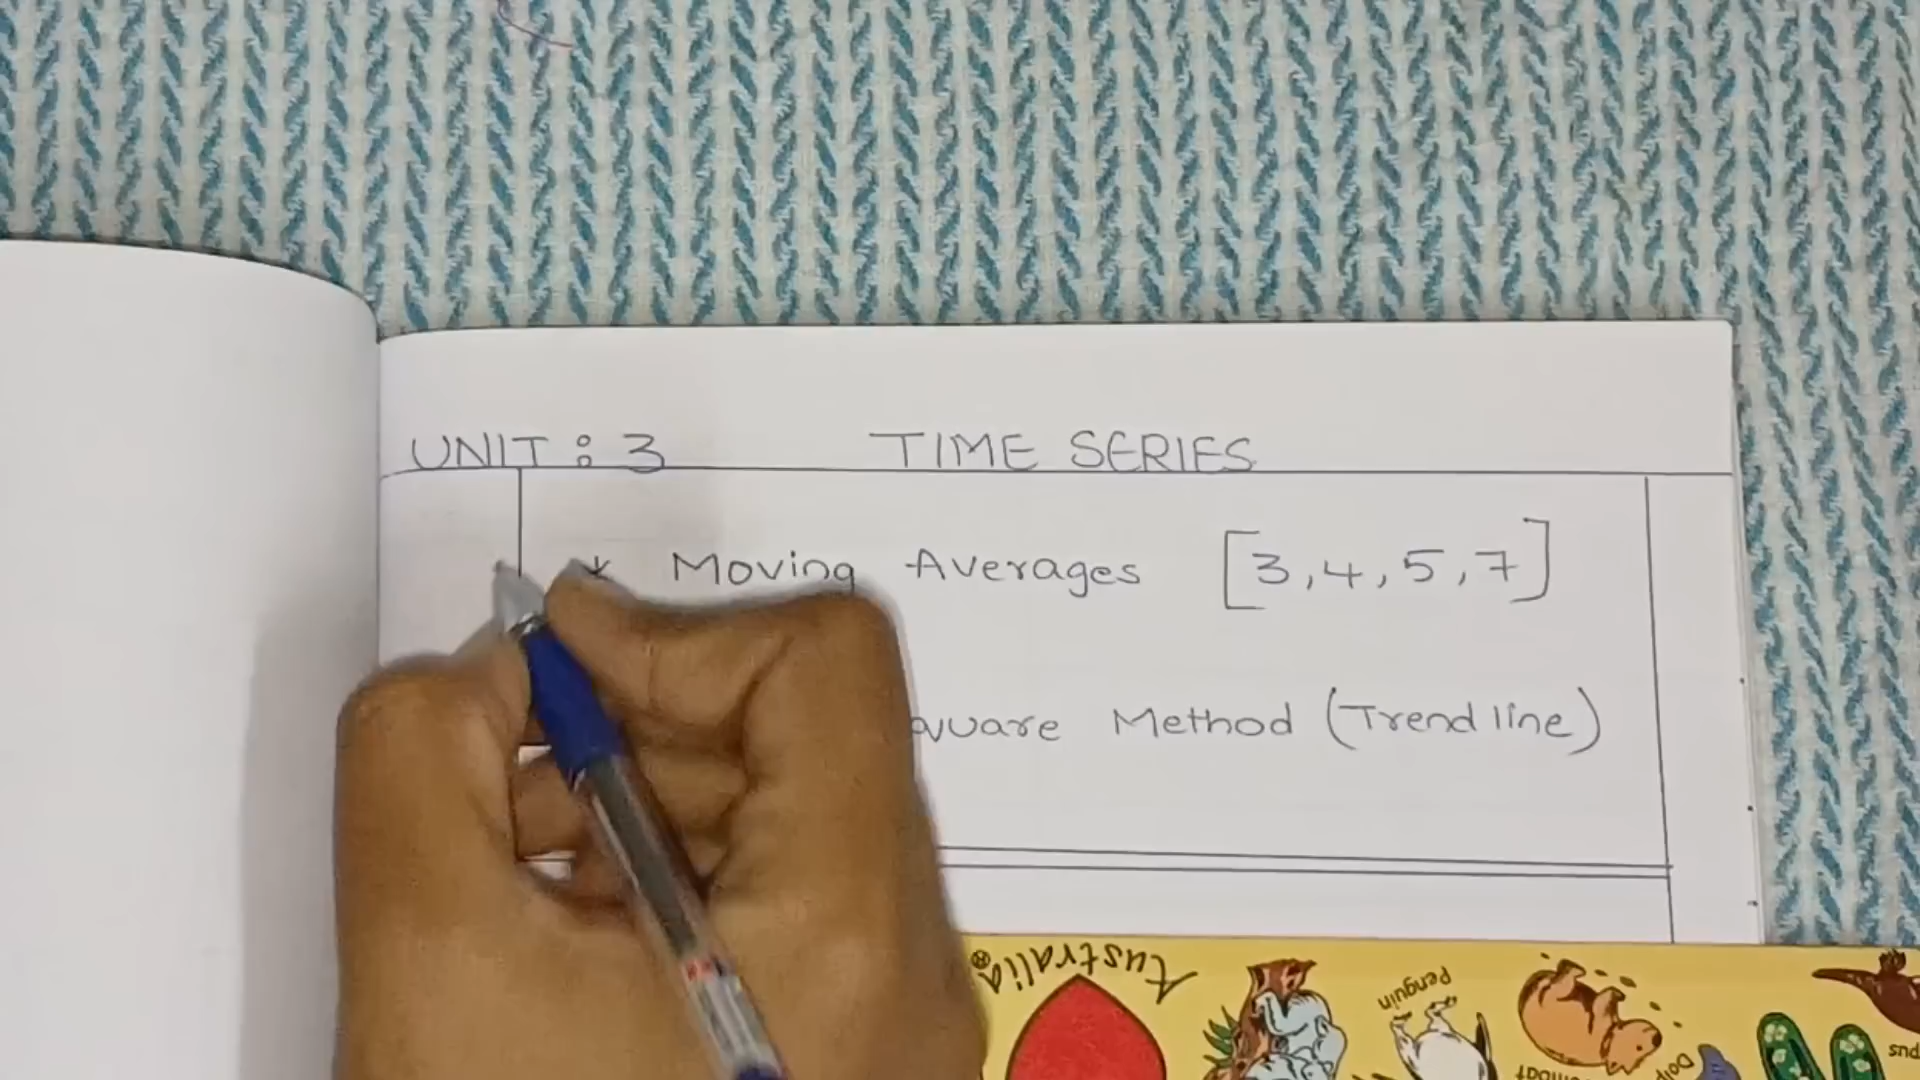 UNIT : 3 TIME SERIES
* Moving Averages [3, 4, 5, 7]
Method (Trend line)
Australia
Penguin